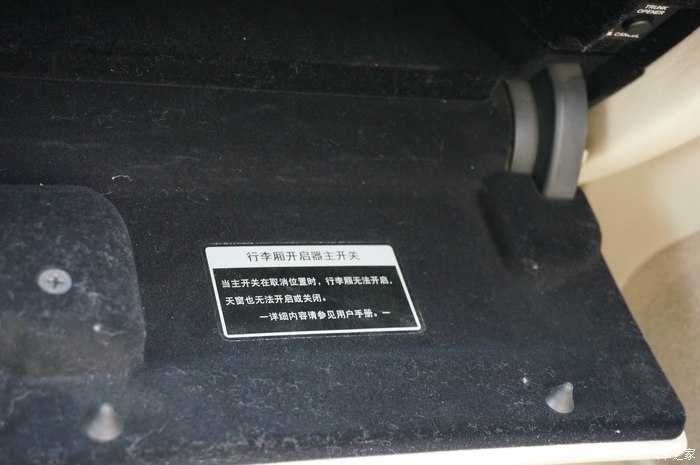 TRUNK
OPENER
行李厢开启器主开关
当主开关在取消位置时，行李厢无法开启，
天窗也无法开启或关闭。
—详细内容请参见用户手册。—
之家